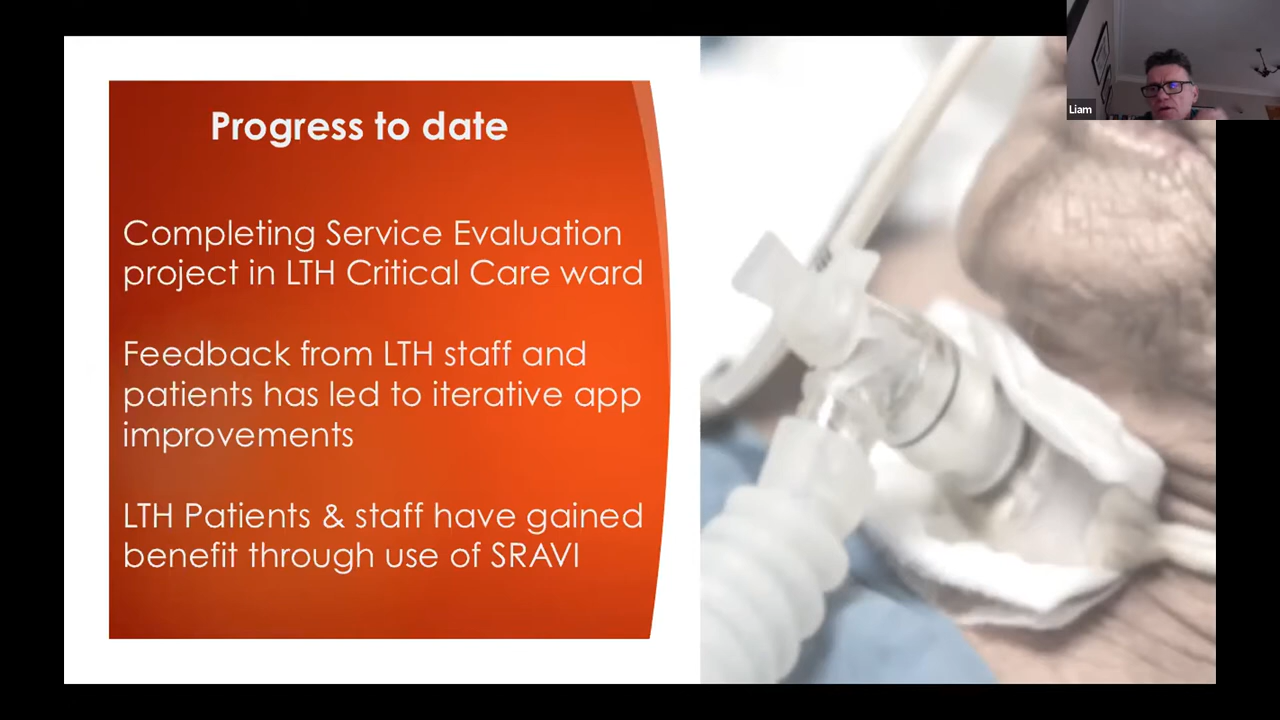 Progress to date
Completing Service Evaluation
project in LTH Critical Care ward
Feedback from LTH staff and
patients has led to iterative app
improvements
LTH Patients & staff have gained
benefit through use of SRAVI
Liam